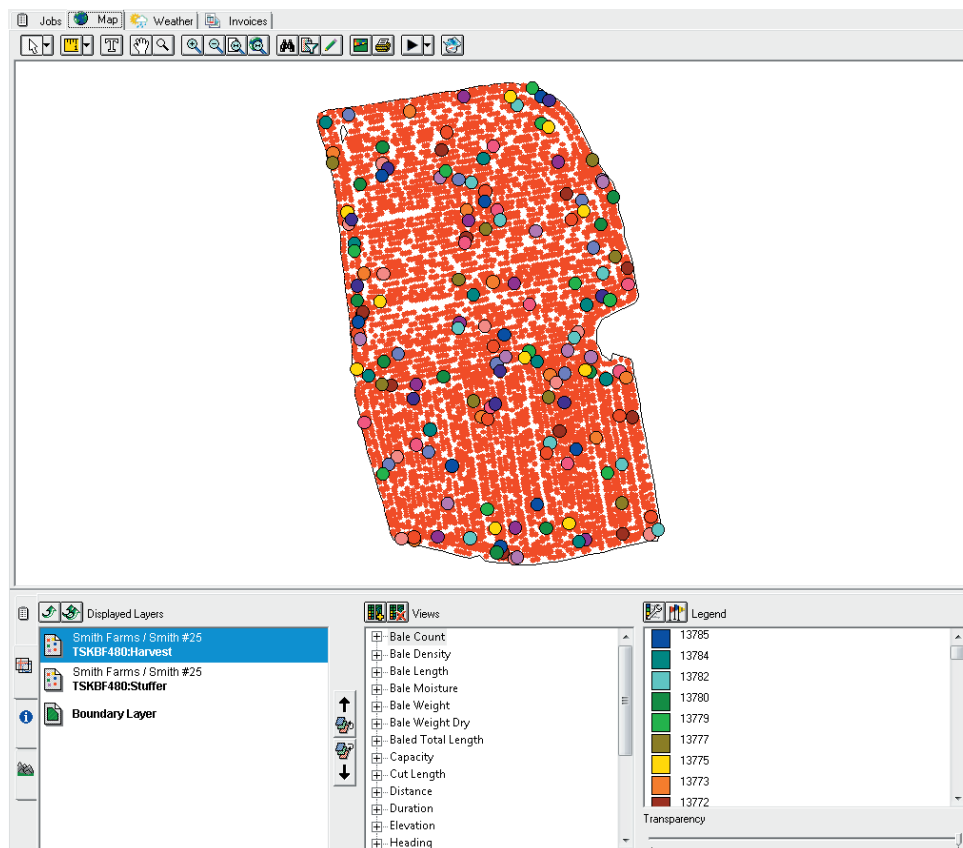 Jobs Map Weather Invoices
T
Displayed Layers
Smith Farms / Smith #25
TSKBF480:Harvest
Smith Farms / Smith #25
TSKBF480:Stuffer
Boundary Layer
Views
Bale Count
Bale Density
Bale Length
Bale Moisture
Bale Weight
Bale Weight Dry
Baled Total Length
Capacity
Cut Length
Distance
Duration
Elevation
Heading
Legend
13785
13784
13782
13780
13779
13777
13775
13773
13772
Transparency